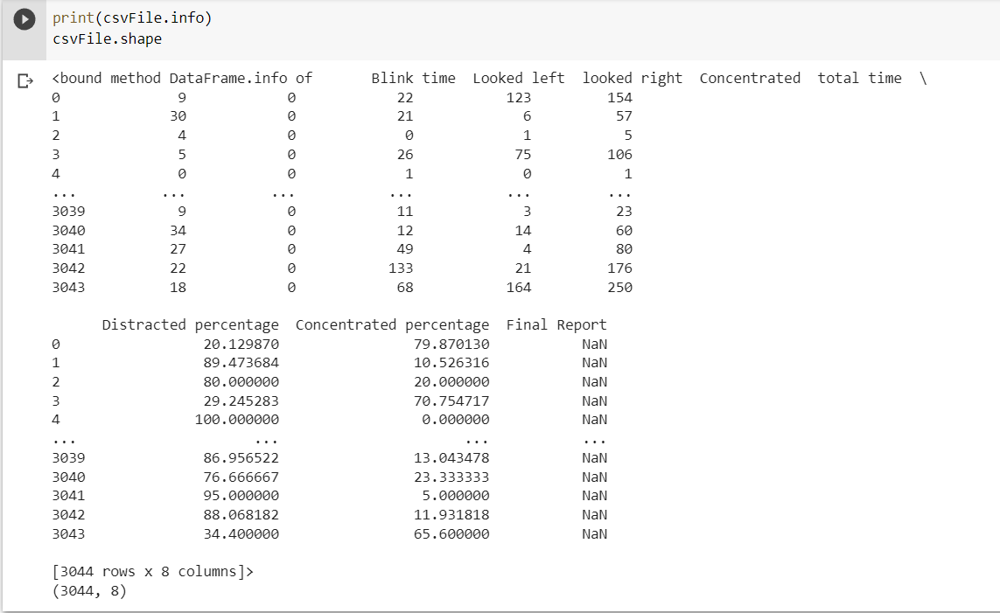 print(csvFile.info)
csvFile.shape
<bound method DataFrame.info of       Blink time  Looked left  looked right  Concentrated  total time  \
0              9            0            22           123         154
1             30            0            21             6          57
2              4            0             0             1           5
3              5            0            26            75         106
4              0            0             1             0           1
...          ...          ...           ...           ...         ...
3039           9            0            11             3          23
3040          34            0            12            14          60
3041          27            0            49             4          80
3042          22            0           133            21         176
3043          18            0            68           164         250
      Distracted percentage  Concentrated percentage  Final Report
0                 20.129870                79.870130           NaN
1                 89.473684                10.526316           NaN
2                 80.000000                20.000000           NaN
3                 29.245283                70.754717           NaN
4                100.000000                 0.000000           NaN
...                     ...                      ...           ...
3039              86.956522                13.043478           NaN
3040              76.666667                23.333333           NaN
3041              95.000000                 5.000000           NaN
3042              88.068182                11.931818           NaN
3043              34.400000                65.600000           NaN
[3044 rows x 8 columns]>
(3044, 8)